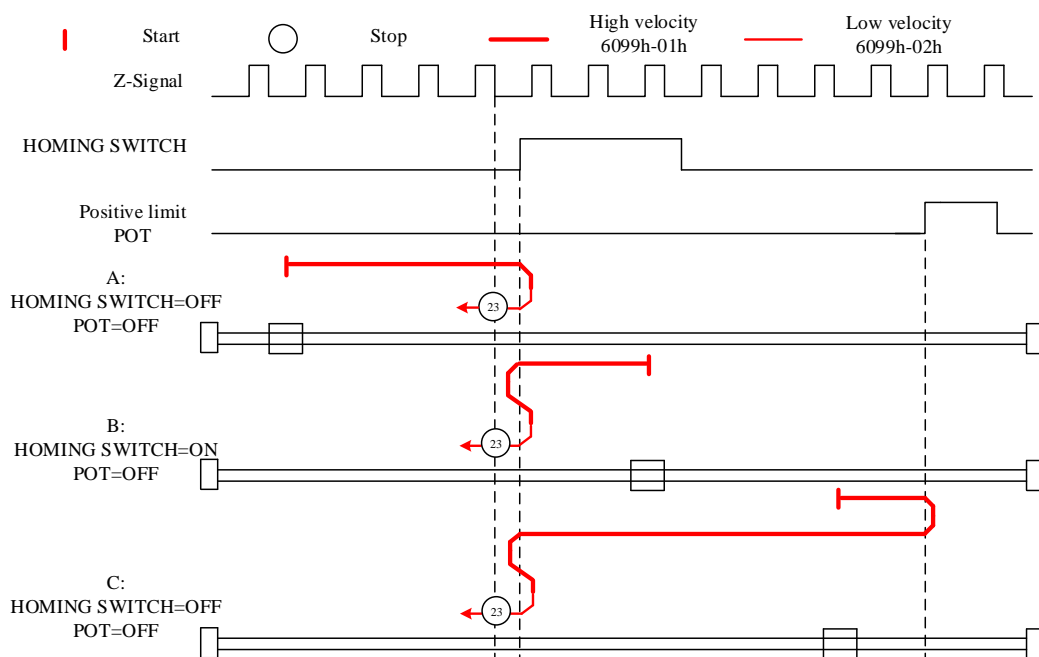 Start
Stop
High velocity
6099h-01h
Low velocity
6099h-02h
Z-Signal
HOMING SWITCH
Positive limit
POT
A:
HOMING SWITCH=OFF
POT=OFF
23
B:
HOMING SWITCH=ON
POT=OFF
23
C:
HOMING SWITCH=OFF
POT=OFF
23